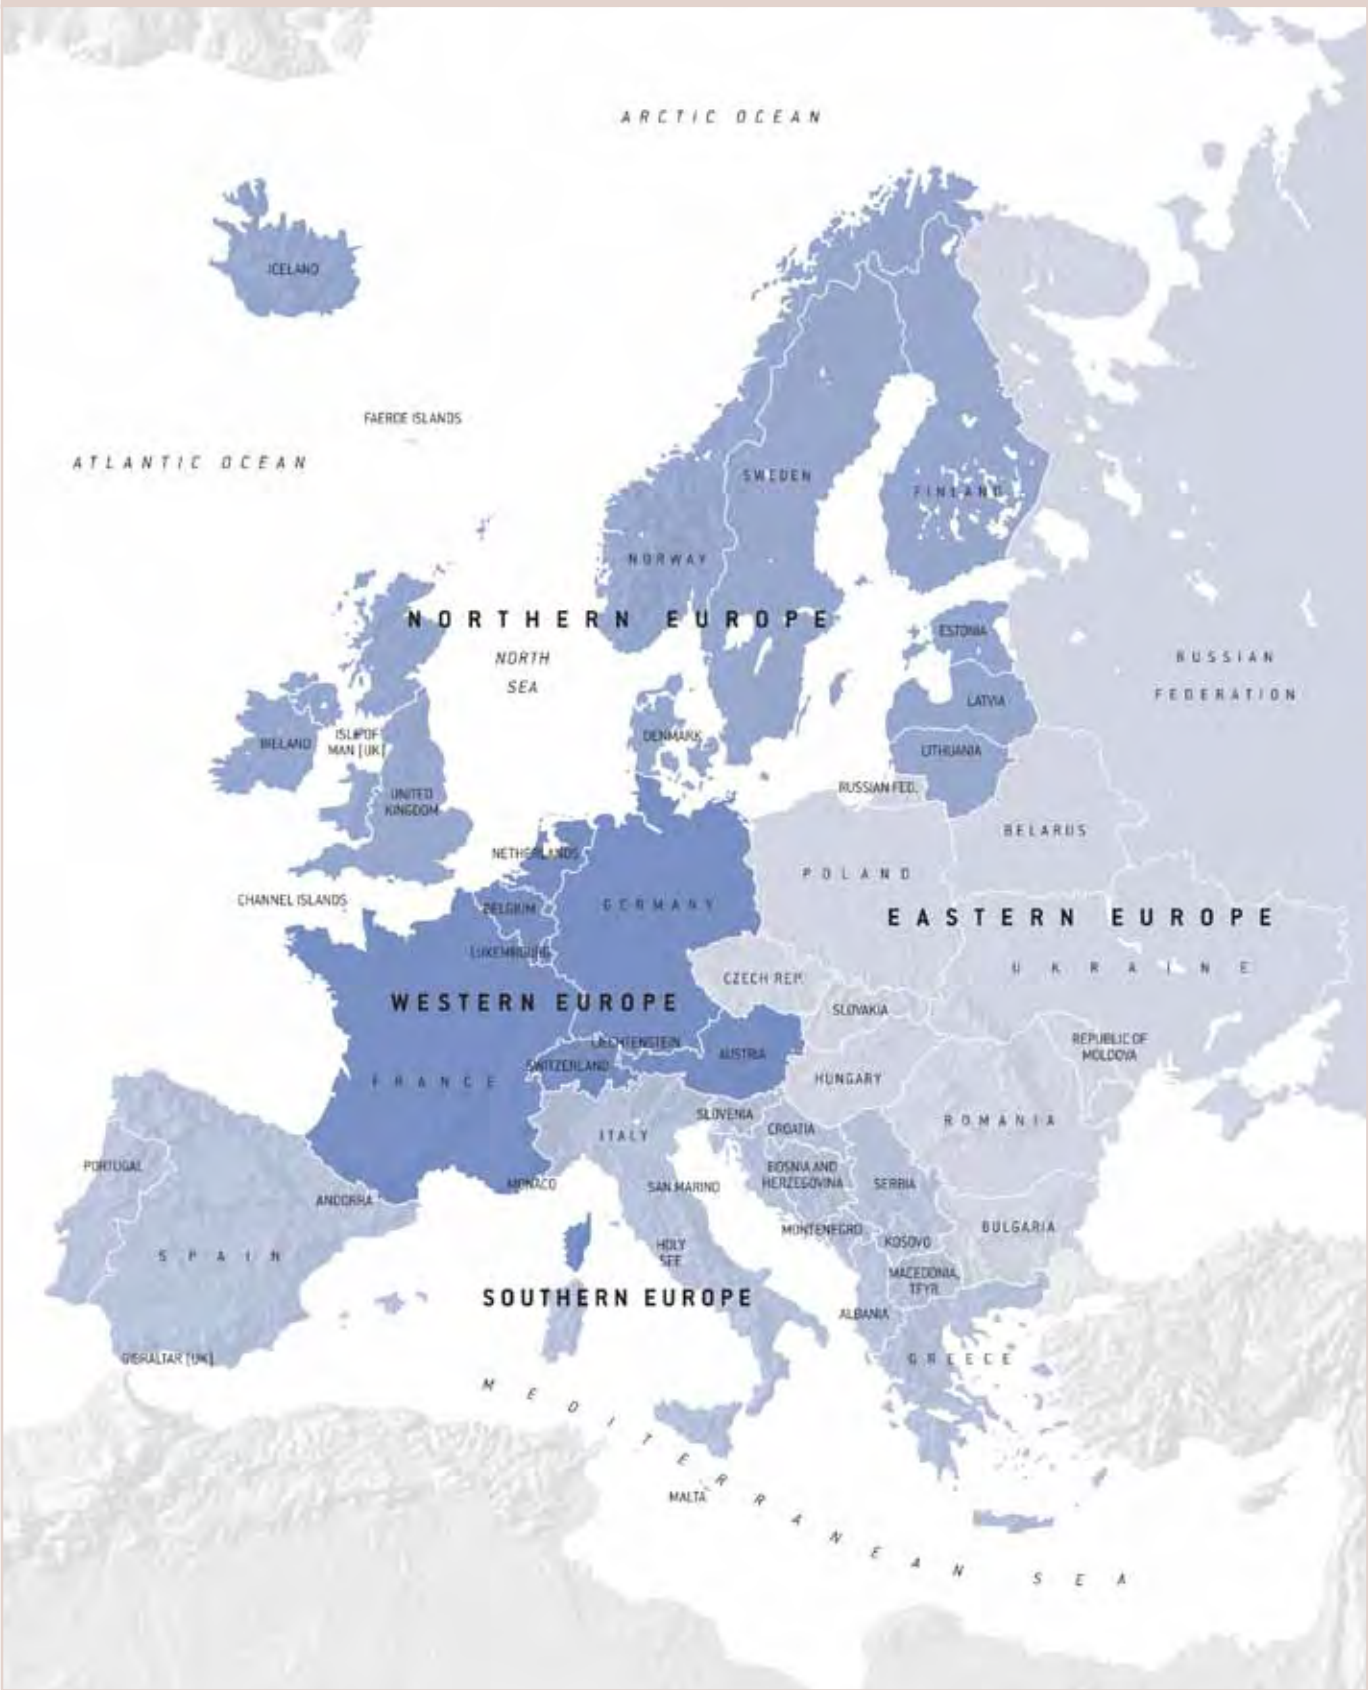 ARCTIC OCEAN
ICELAND
FAEROE ISLANDS
ATLANTIC OCEAN
SWEDEN
FINLAND
NORWAY
NORTHERN EUROPE
NORTH
SEA
ESTONIA
RUSSIAN
FEDERATION
LATVIA
DENMARK
IRELAND
ISLE OF
MAN [UK]
LITHUANIA
RUSSIAN FED.
UNITED
KINGDOM
BELARUS
NETHERLANDS
POLAND
CHANNEL ISLANDS
BELGIUM
GERMANY
EASTERN EUROPE
LUXEMBOURG
UKRAINE
CZECH REP.
WESTERN EUROPE
SLOVAKIA
LIECHTENSTEIN
AUSTRIA
REPUBLIC OF
MOLDOVA
SWITZERLAND
FRANCE
HUNGARY
SLOVENIA
ROMANIA
CROATIA
ITALY
PORTUGAL
BOSNIA AND
HERZEGOVINA
MONACO
SAN MARINO
SERBIA
ANDORRA
MONTENEGRO
BULGARIA
KOSOVO
SPAIN
HOLY
SEE
MACEDONIA,
TFYR
SOUTHERN EUROPE
ALBANIA
GIBRALTAR [UK]
GREECE
MEDITERRANEAN SEA
MALTA